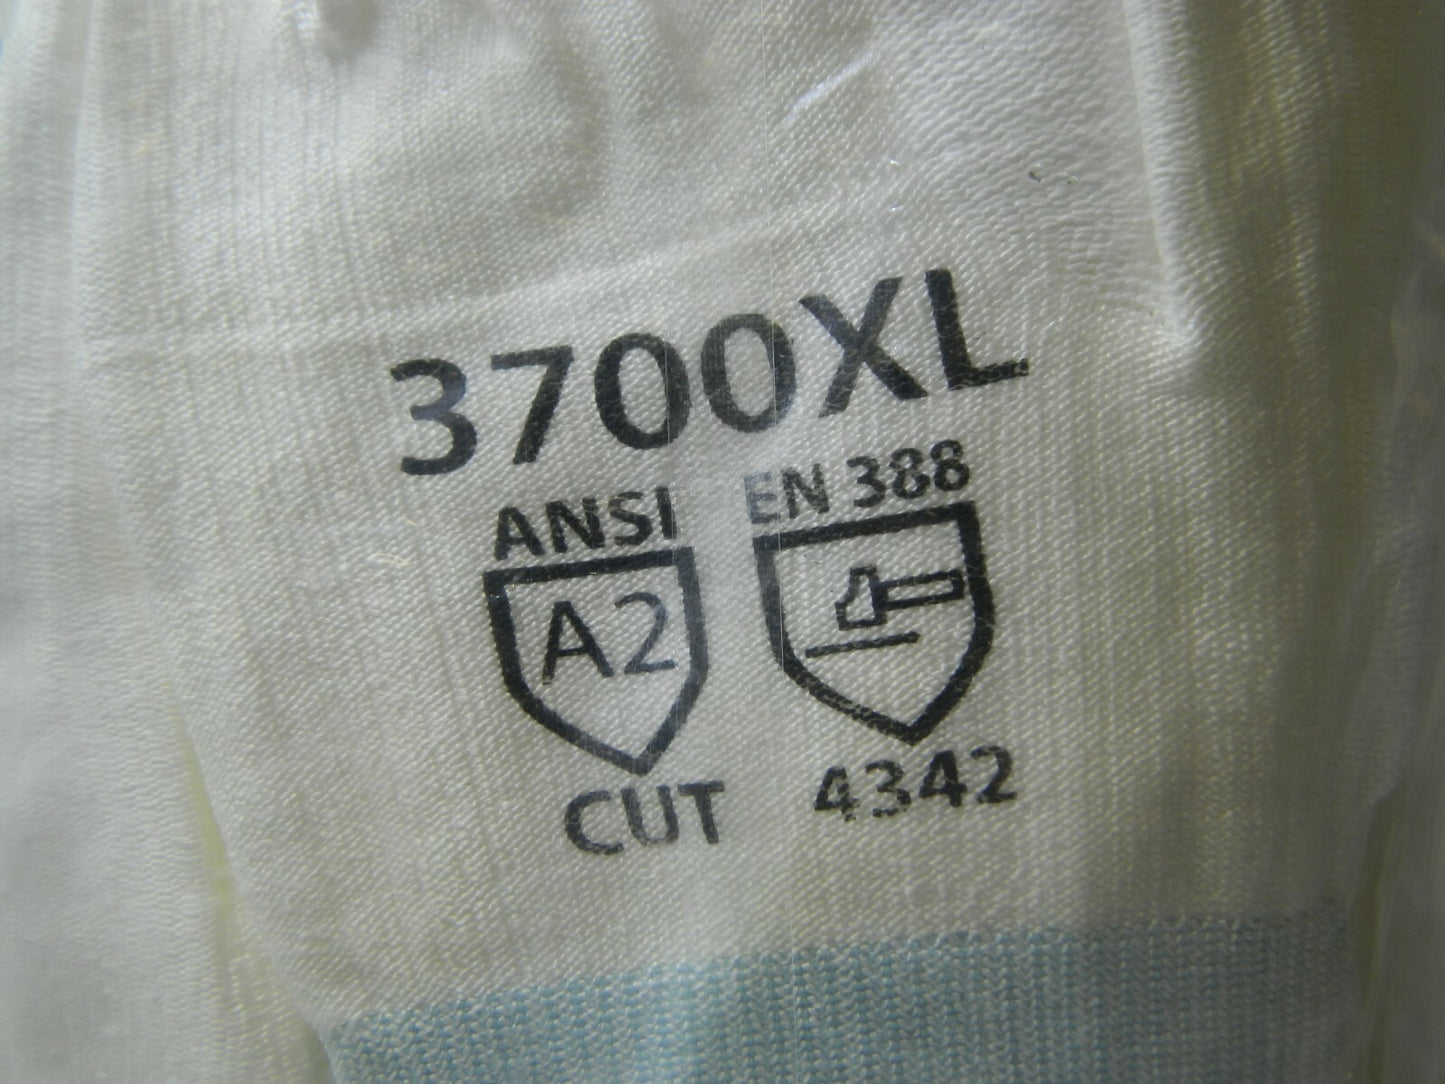 3700XL
ANSI
A2
CUT
EN 388
4342